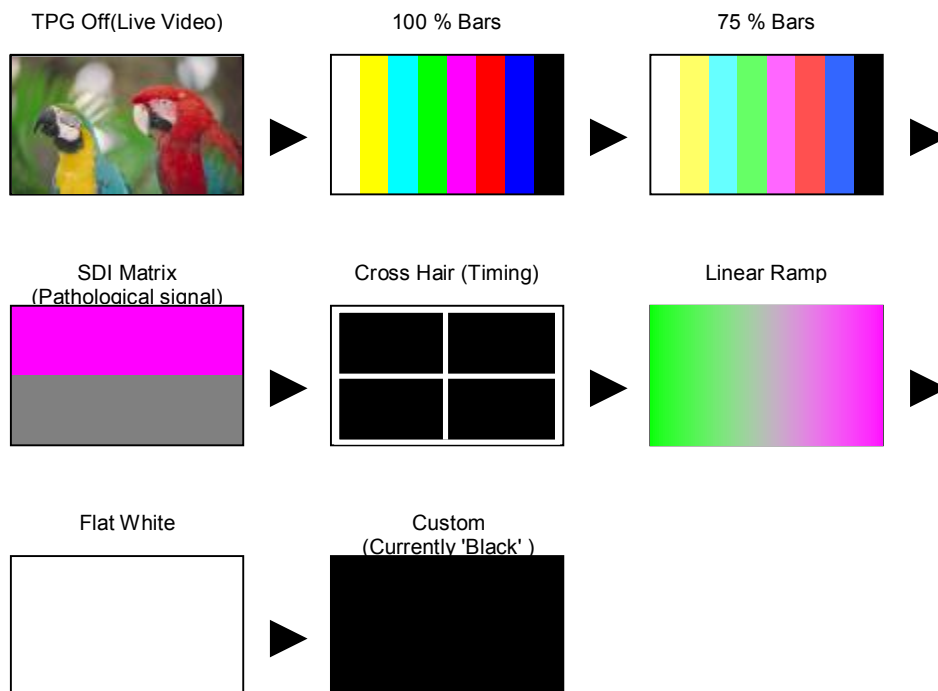 TPG Off(Live Video)
100 % Bars
75 % Bars
SDI Matrix
(Pathological signal)
Cross Hair (Timing)
Linear Ramp
Flat White
Custom
(Currently 'Black' )